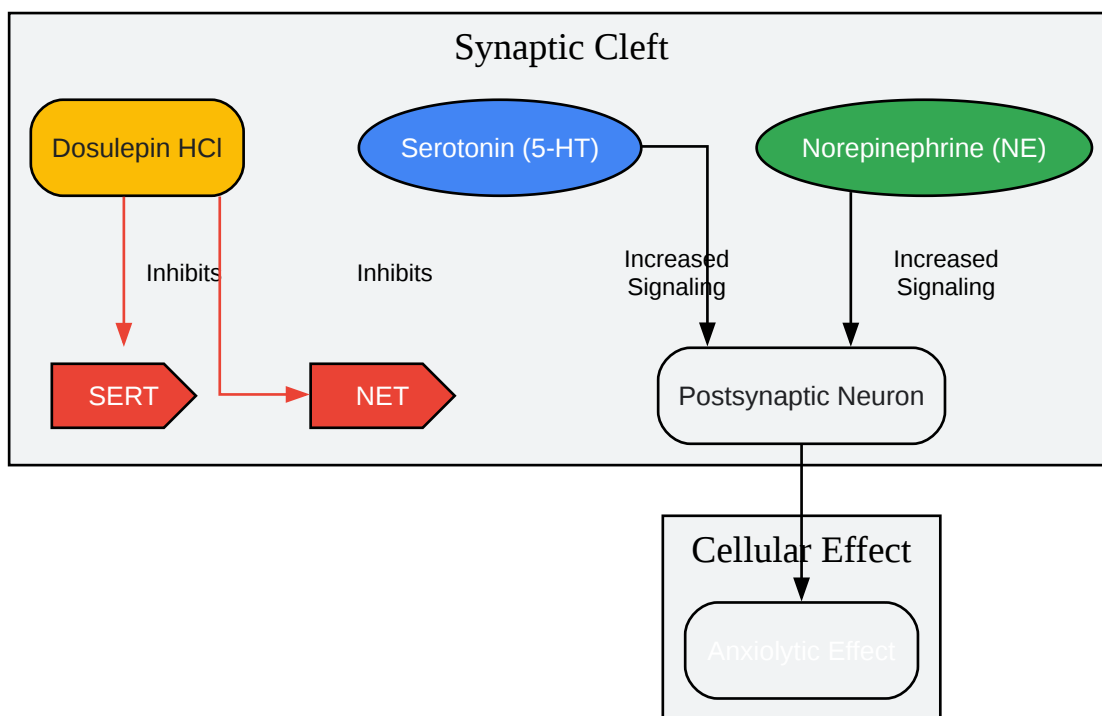 Synaptic Cleft
Dosulepin HCl
Serotonin (5-HT)
Norepinephrine (NE)
Inhibits
Inhibits
Increased
Signaling
Increased
Signaling
SERT
NET
Postsynaptic Neuron
Cellular Effect
Anxiolytic Effect